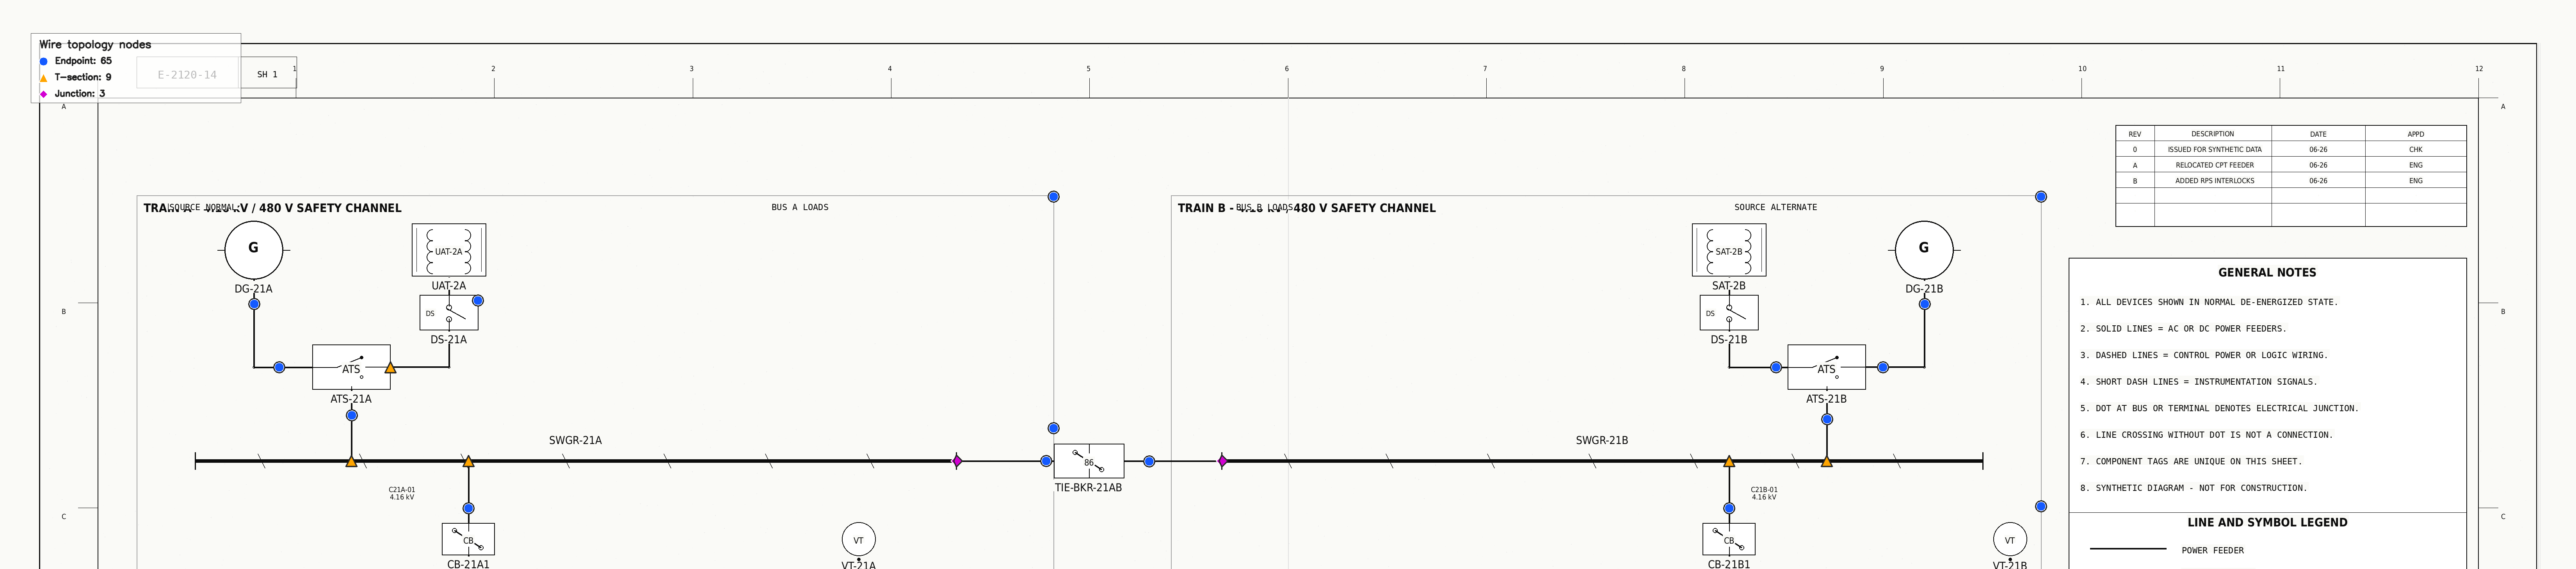 Wire topology nodes
Endpoint: 65
T-section: 9
Junction: 3
E-2120-14
SH 1
1 2 3 4 5 6 7 8 9 10 11 12
A
A
REV DESCRIPTION DATE APPD
0 ISSUED FOR SYNTHETIC DATA 06-26 CHK
A RELOCATED CPT FEEDER 06-26 ENG
B ADDED RPS INTERLOCKS 06-26 ENG
SOURCE NORMAL
/ 480 V SAFETY CHANNEL
BUS A LOADS
TRAIN B -
BUS B LOADS
480 V SAFETY CHANNEL
SOURCE ALTERNATE
G
DG-21A
UAT-2A
UAT-2A
DS
DS-21A
ATS
ATS-21A
SWGR-21A
C21A-01
4.16 kV
CB
CB-21A1
VT
VT-21A
86
TIE-BKR-21AB
SAT-2B
SAT-2B
DS
DS-21B
G
DG-21B
ATS
ATS-21B
SWGR-21B
C21B-01
4.16 kV
CB
CB-21B1
VT
VT-21B
B
B
C
C
GENERAL NOTES
1. ALL DEVICES SHOWN IN NORMAL DE-ENERGIZED STATE.
2. SOLID LINES = AC OR DC POWER FEEDERS.
3. DASHED LINES = CONTROL POWER OR LOGIC WIRING.
4. SHORT DASH LINES = INSTRUMENTATION SIGNALS.
5. DOT AT BUS OR TERMINAL DENOTES ELECTRICAL JUNCTION.
6. LINE CROSSING WITHOUT DOT IS NOT A CONNECTION.
7. COMPONENT TAGS ARE UNIQUE ON THIS SHEET.
8. SYNTHETIC DIAGRAM - NOT FOR CONSTRUCTION.
LINE AND SYMBOL LEGEND
POWER FEEDER